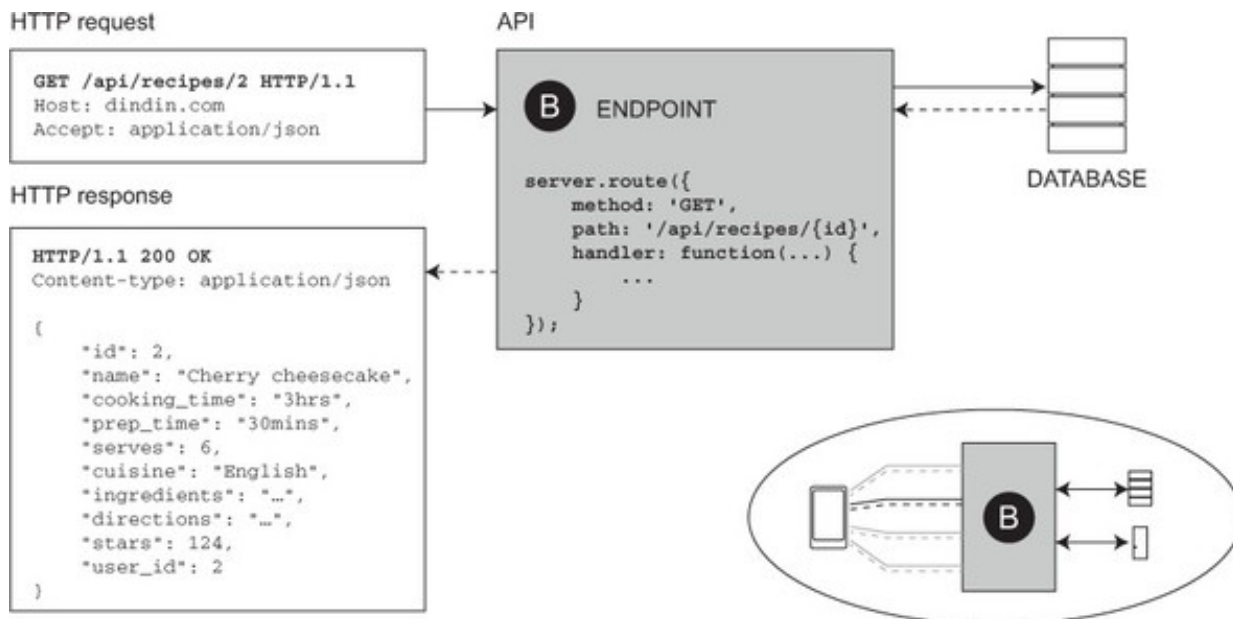 HTTP request
GET /api/recipes/2 HTTP/1.1
Host: dindin.com
Accept: application/json
HTTP response
HTTP/1.1 200 OK
Content-type: application/json
{
"id": 2,
"name": "Cherry cheesecake",
"cooking_time": "3hrs",
"prep_time": "30mins",
"serves": 6,
"cuisine": "English",
"ingredients": "…",
"directions": "…",
"stars": 124,
"user_id": 2
}
API
B ENDPOINT
server.route({
method: 'GET',
path: '/api/recipes/{id}',
handler: function(...) {
...
}
});
DATABASE
B